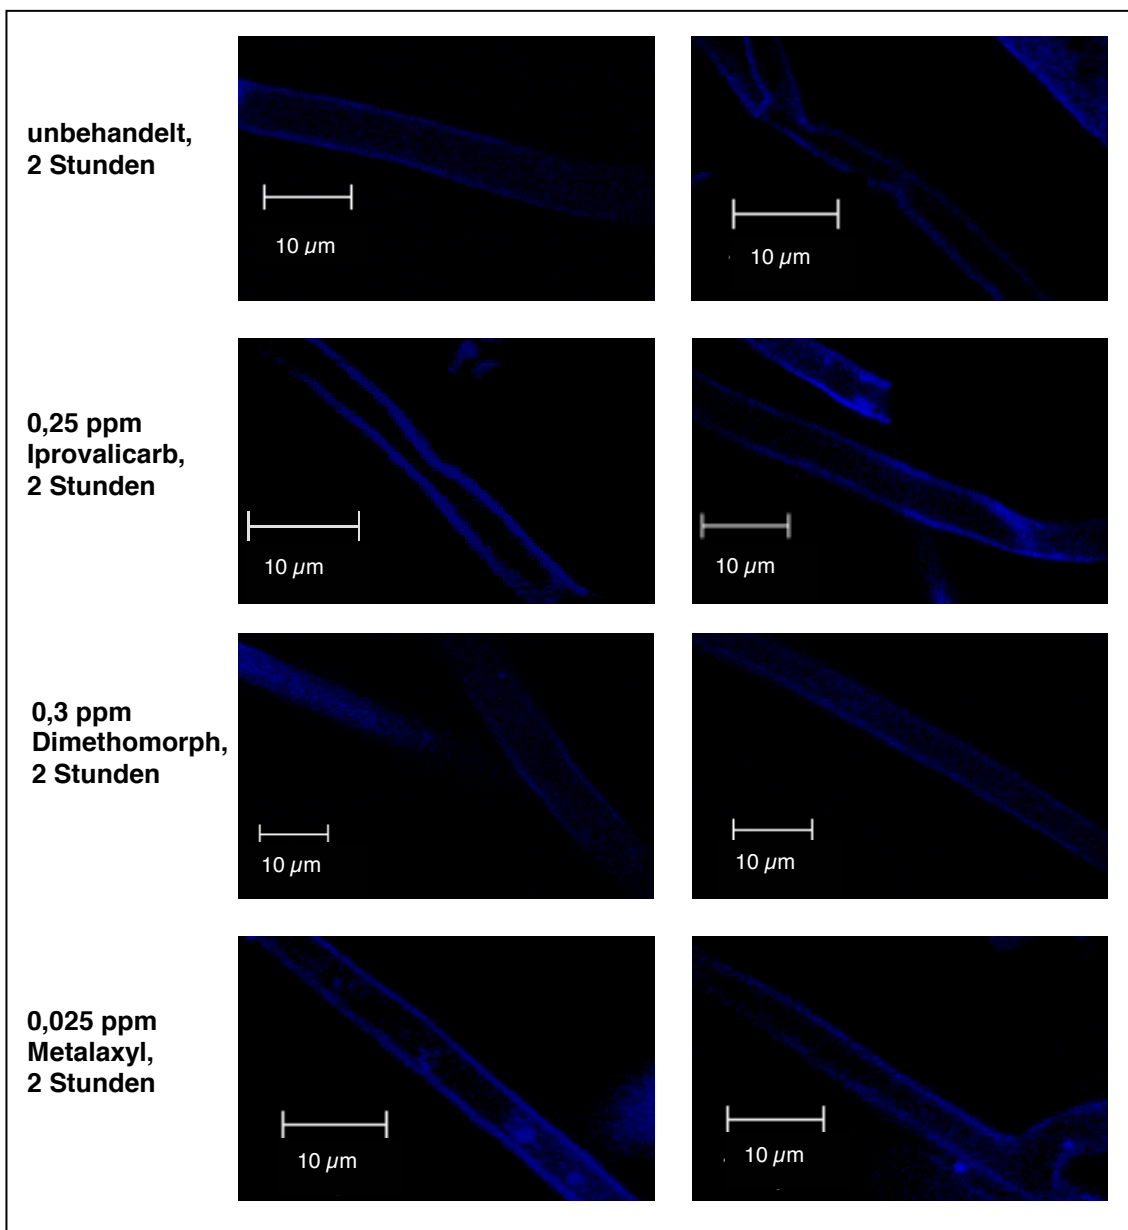 unbehandelt,
2 Stunden
10 µm
10 µm
0,25 ppm
Iprovalicarb,
2 Stunden
10 µm
10 µm
0,3 ppm
Dimethomorph,
2 Stunden
10 µm
10 µm
0,025 ppm
Metalaxyl,
2 Stunden
10 µm
10 µm